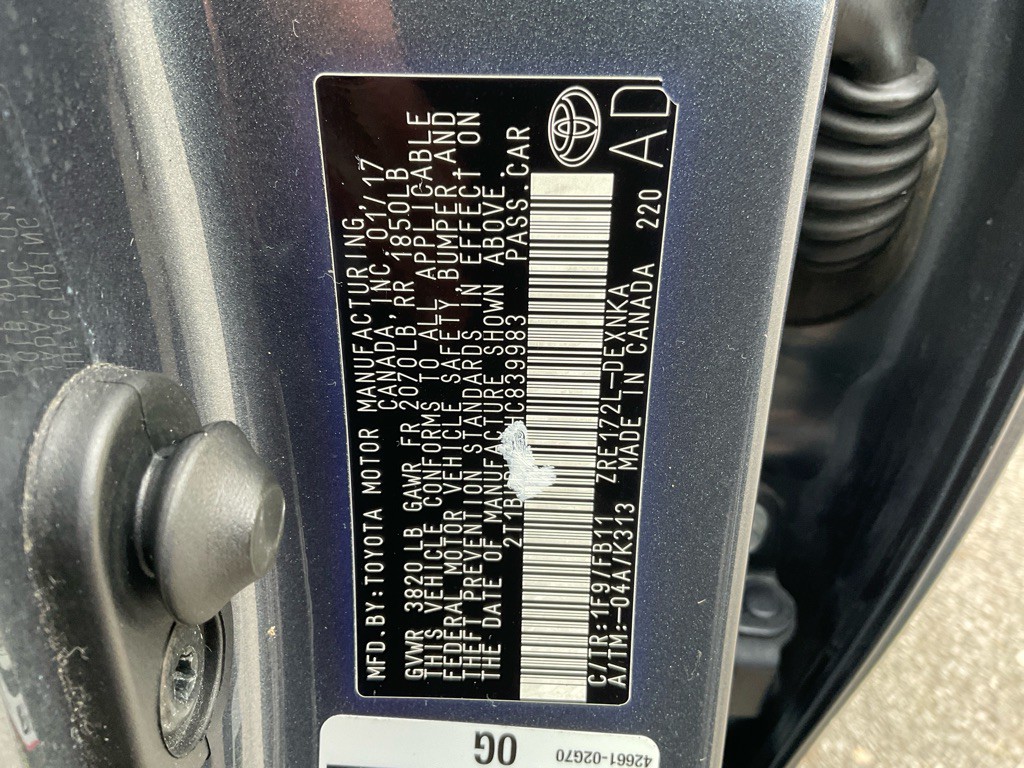 MFD.BY:TOYOTA MOTOR MANUFACTURING,
CANADA, INC. 01/17
GVWR 3820LB GAWR FR 2070LB, RR 1850LB
THIS VEHICLE CONFORMS TO ALL APPLICABLE
FEDERAL MOTOR VEHICLE SAFETY, BUMPER, AND
THEFT PREVENTION STANDARDS IN EFFECT ON
THE DATE OF MANUFACTURE SHOWN ABOVE.
PASS.CAR
C/TR:1F9/FB11 ZRE172L-DEXNKA
A/TM:-04A/K313 MADE IN CANADA 220
AD
0G
42661-02G70